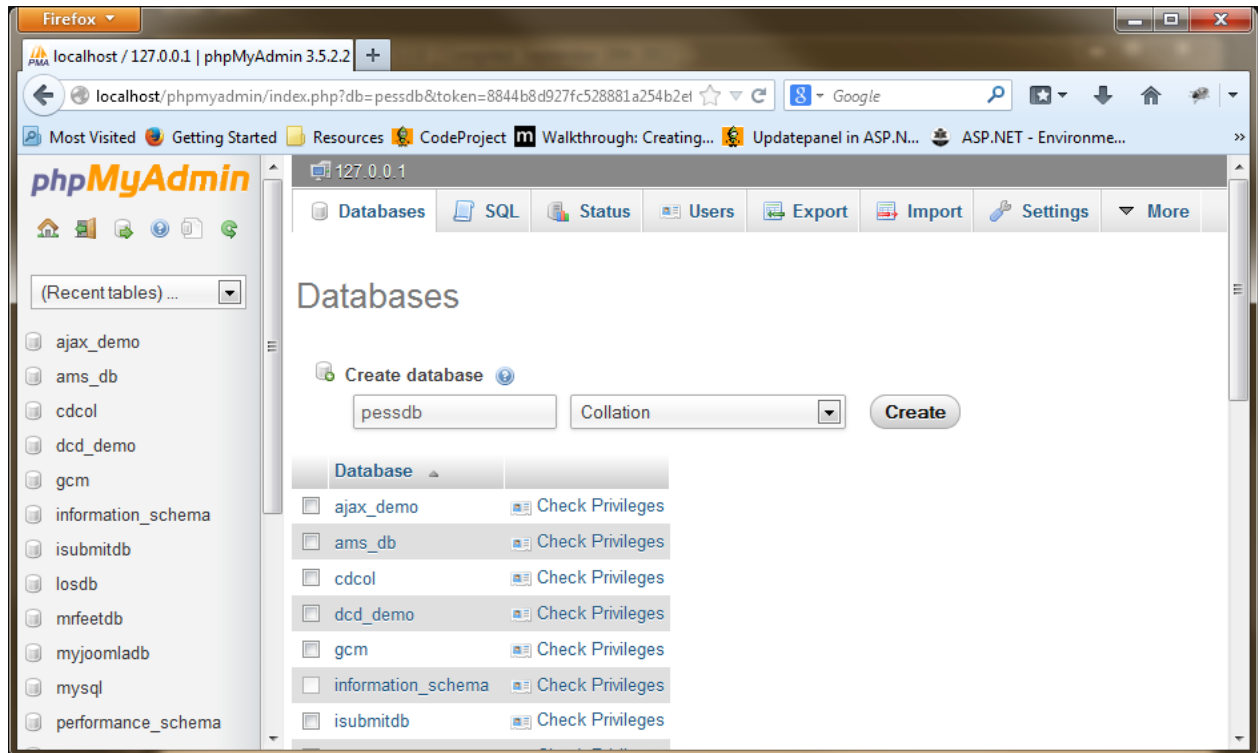 Firefox
localhost / 127.0.0.1 | phpMyAdmin 3.5.2.2
localhost/phpmyadmin/index.php?db=pessdb&token=8844b8d927fc528881a254b2ef
Google
Most Visited Getting Started Resources CodeProject Walkthrough: Creating... Updatepanel in ASP.N... ASP.NET - Environme...
phpMyAdmin
(Recent tables) ...
ajax_demo
ams_db
cdcol
dcd_demo
gcm
information_schema
isubmitdb
losdb
mrfeetdb
myjoomladb
mysql
performance_schema
127.0.0.1
Databases SQL Status Users Export Import Settings More
Databases
Create database
pessdb Collation Create
Database
ajax_demo Check Privileges
ams_db Check Privileges
cdcol Check Privileges
dcd_demo Check Privileges
gcm Check Privileges
information_schema Check Privileges
isubmitdb Check Privileges